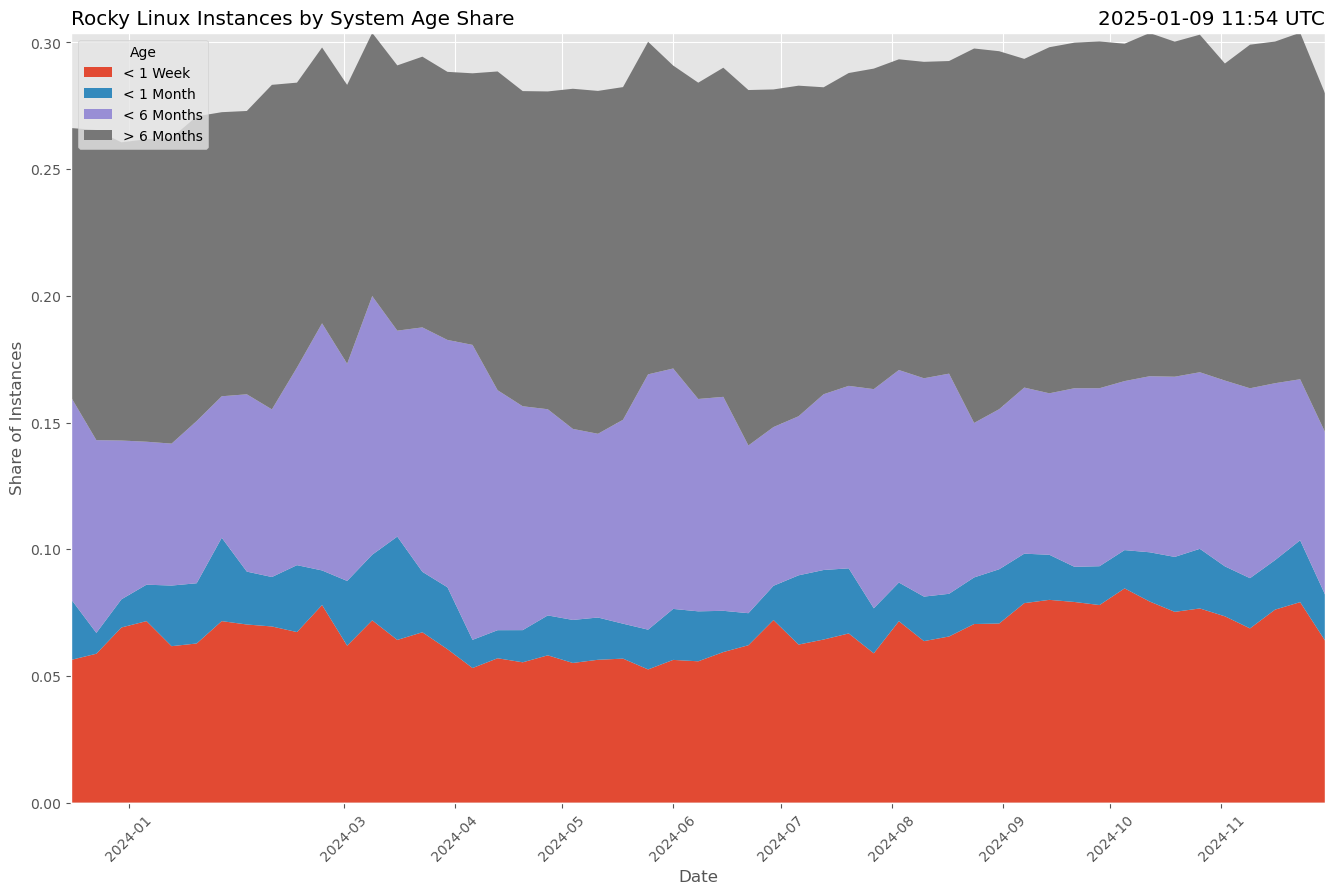 Rocky Linux Instances by System Age Share
2025-01-09 11:54 UTC
Age
< 1 Week
< 1 Month
< 6 Months
> 6 Months
0.30
0.25
0.20
0.15
0.10
0.05
0.00
Share of Instances
2024-01
2024-03
2024-04
2024-05
2024-06
2024-07
2024-08
2024-09
2024-10
2024-11
Date